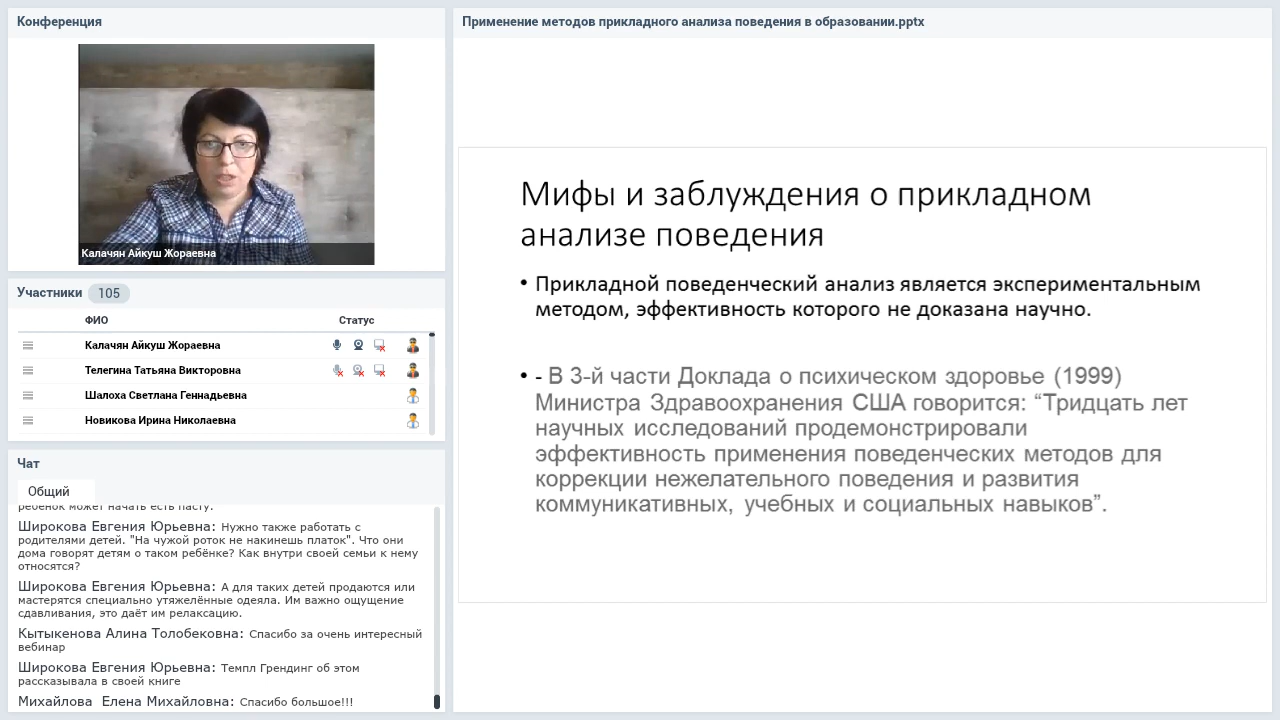 Конференция
Калачян Айкуш Жораевна
Участники 105
ФИО Статус
Калачян Айкуш Жораевна
Телегина Татьяна Викторовна
Шалоха Светлана Геннадьевна
Новикова Ирина Николаевна
Чат
Общий
ребенок может начать есть пасту.
Широкова Евгения Юрьевна: Нужно также работать с
родителями детей. "На чужой роток не накинешь платок". Что они
дома говорят детям о таком ребёнке? Как внутри своей семьи к нему
относятся?
Широкова Евгения Юрьевна: А для таких детей продаются или
мастерятся специально утяжелённые одеяла. Им важно ощущение
сдавливания, это даёт им релаксацию.
Кытыкенова Алина Толобековна: Спасибо за очень интересный
вебинар
Широкова Евгения Юрьевна: Темпл Грендинг об этом
рассказывала в своей книге
Михайлова Елена Михайловна: Спасибо большое!!!
Применение методов прикладного анализа поведения в образовании.pptx
Мифы и заблуждения о прикладном
анализе поведения
• Прикладной поведенческий анализ является экспериментальным
методом, эффективность которого не доказана научно.
• - В 3-й части Доклада о психическом здоровье (1999)
Министра Здравоохранения США говорится: “Тридцать лет
научных исследований продемонстрировали
эффективность применения поведенческих методов для
коррекции нежелательного поведения и развития
коммуникативных, учебных и социальных навыков”.